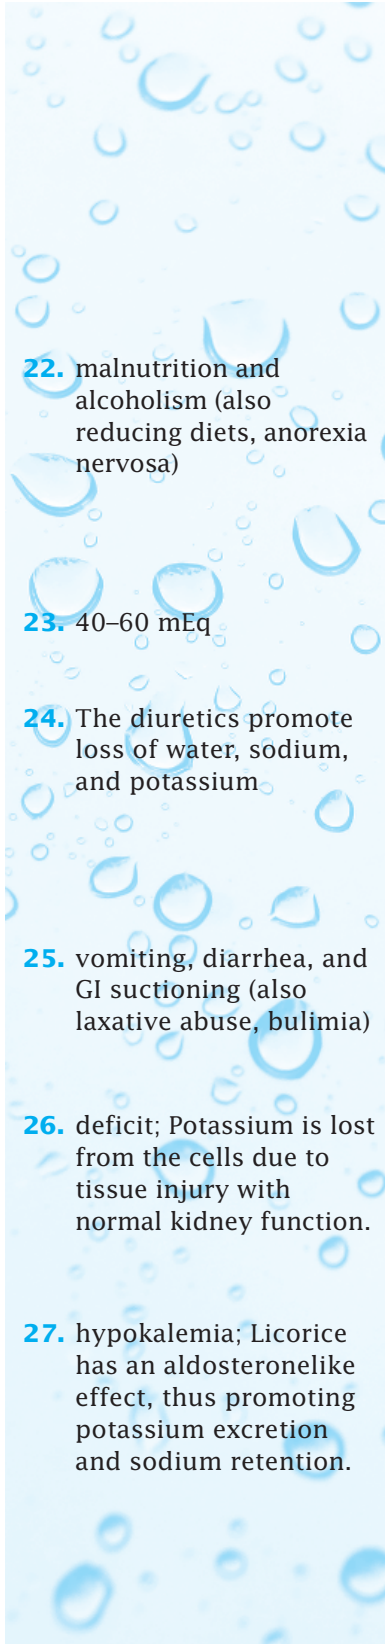 22. malnutrition and
alcoholism (also
reducing diets, anorexia
nervosa)
23. 40–60 mEq
24. The diuretics promote
loss of water, sodium,
and potassium
25. vomiting, diarrhea, and
GI suctioning (also
laxative abuse, bulimia)
26. deficit; Potassium is lost
from the cells due to
tissue injury with
normal kidney function.
27. hypokalemia; Licorice
has an aldosteronelike
effect, thus promoting
potassium excretion
and sodium retention.